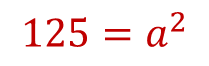 125 = a²